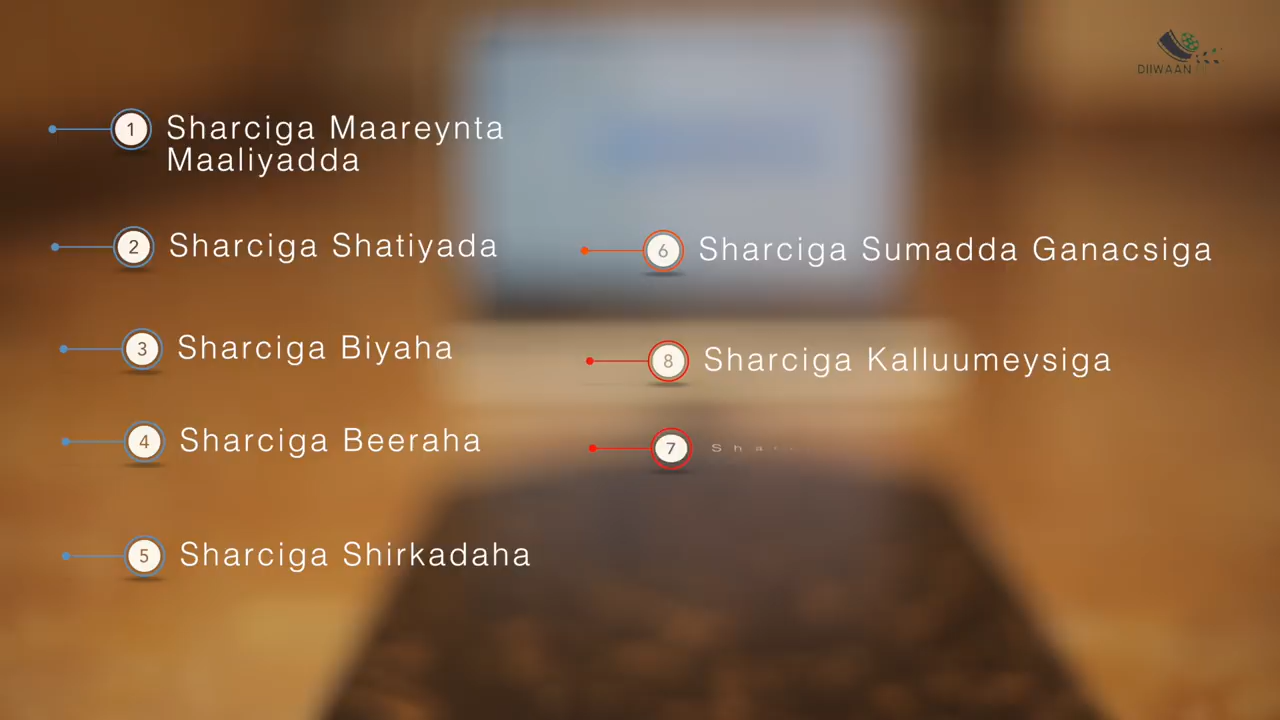 DIIWAAN
1 Sharciga Maareynta
Maaliyadda
2 Sharciga Shatiyada
3 Sharciga Biyaha
4 Sharciga Beeraha
5 Sharciga Shirkadaha
6 Sharciga Sumadda Ganacsiga
8 Sharciga Kalluumeysiga
7